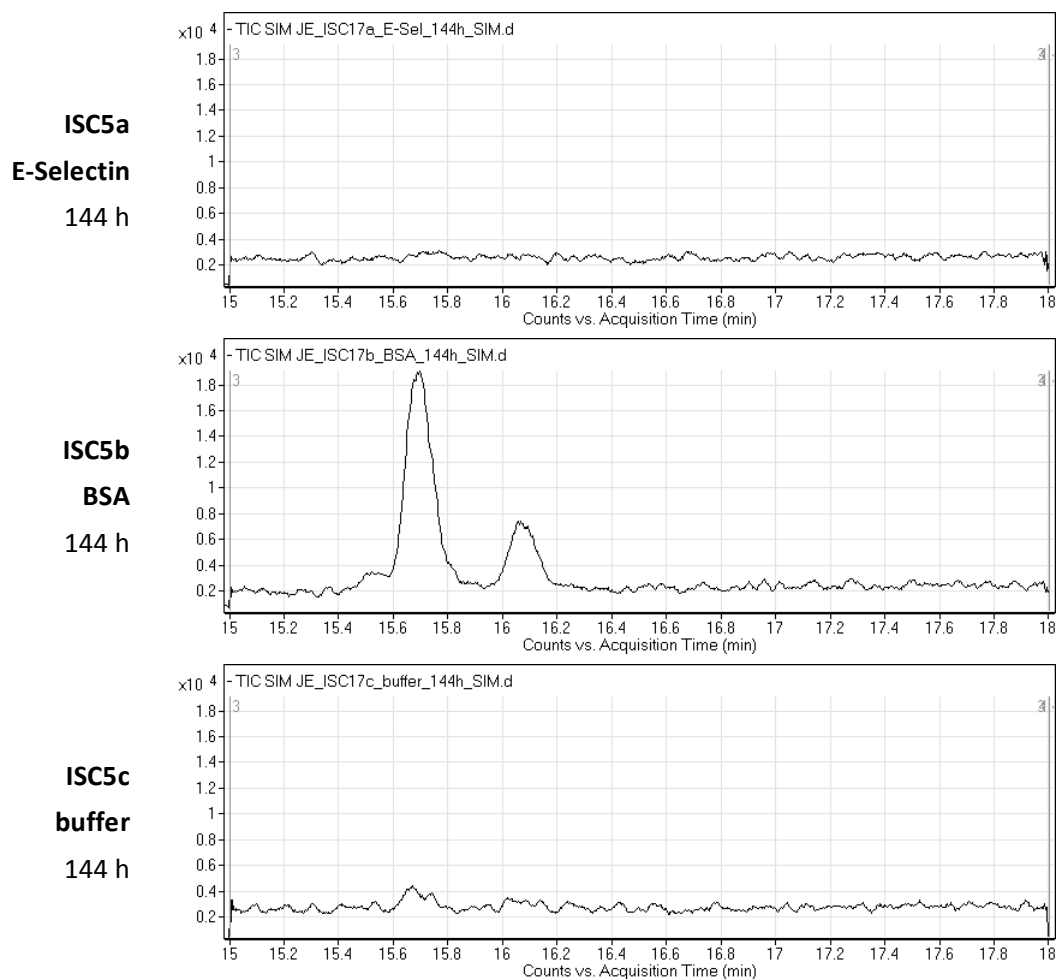 ISC5a
E-Selectin
144 h
x10 4
- TIC SIM JE_ISC17a_E-Sel_144h_SIM.d
3
3
1.8
1.6
1.4
1.2
1
0.8
0.6
0.4
0.2
15 15.2 15.4 15.6 15.8 16 16.2 16.4 16.6 16.8 17 17.2 17.4 17.6 17.8 18
Counts vs. Acquisition Time (min)
ISC5b
BSA
144 h
x10 4
- TIC SIM JE_ISC17b_BSA_144h_SIM.d
3
3
1.8
1.6
1.4
1.2
1
0.8
0.6
0.4
0.2
15 15.2 15.4 15.6 15.8 16 16.2 16.4 16.6 16.8 17 17.2 17.4 17.6 17.8 18
Counts vs. Acquisition Time (min)
ISC5c
buffer
144 h
x10 4
- TIC SIM JE_ISC17c_buffer_144h_SIM.d
3
3
1.8
1.6
1.4
1.2
1
0.8
0.6
0.4
0.2
15 15.2 15.4 15.6 15.8 16 16.2 16.4 16.6 16.8 17 17.2 17.4 17.6 17.8 18
Counts vs. Acquisition Time (min)